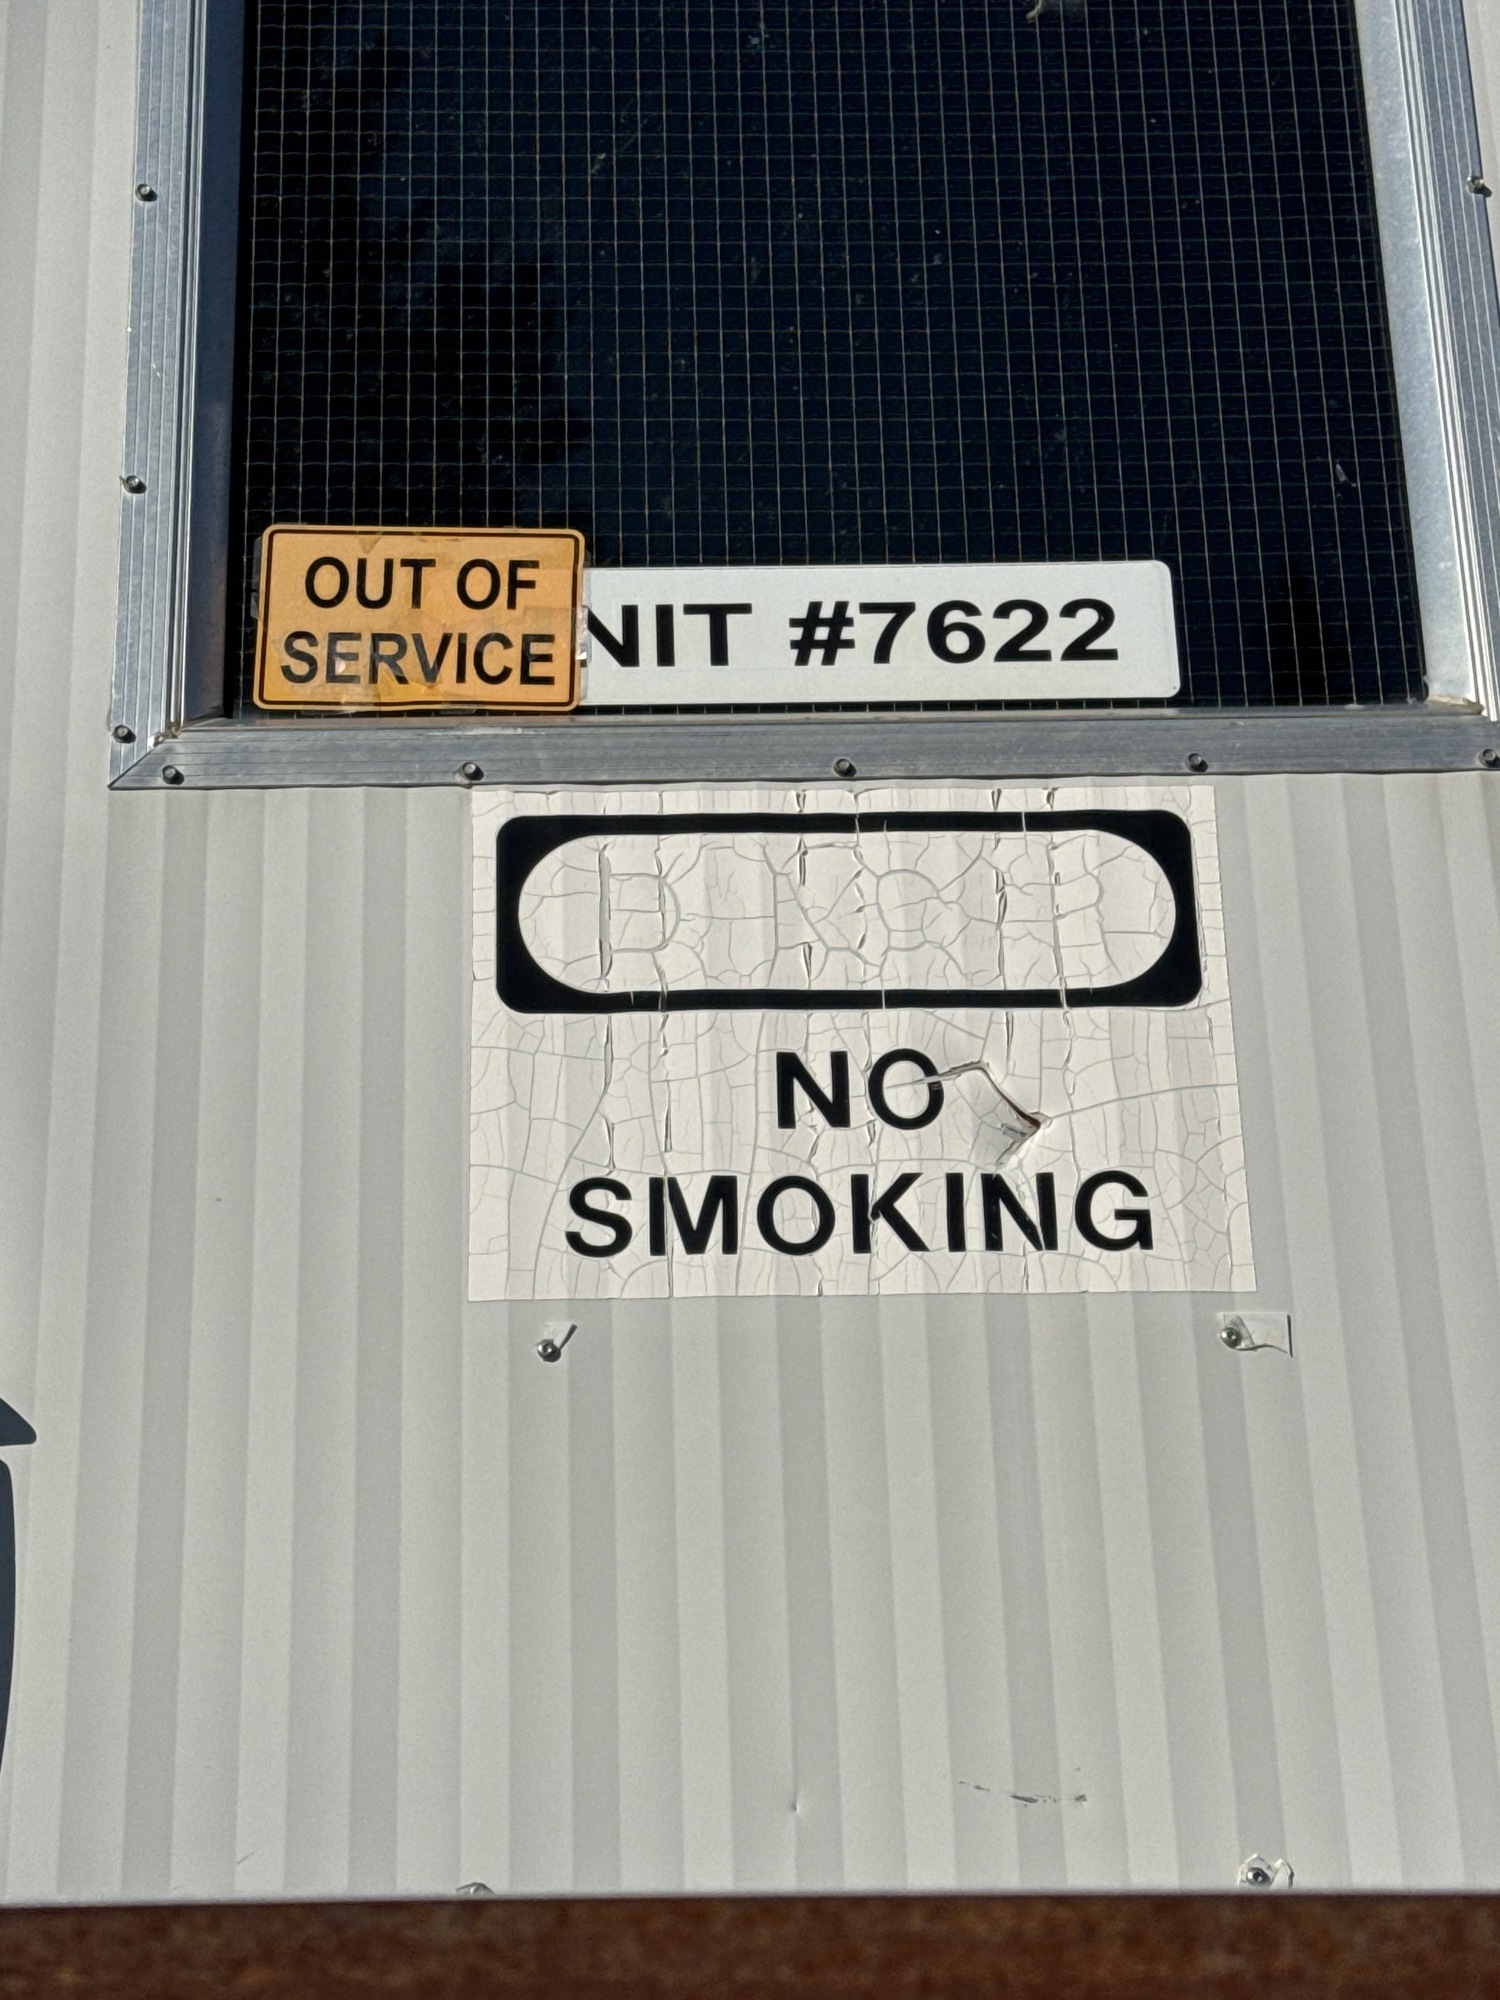 OUT OF
SERVICE
NIT #7622
NO
SMOKING